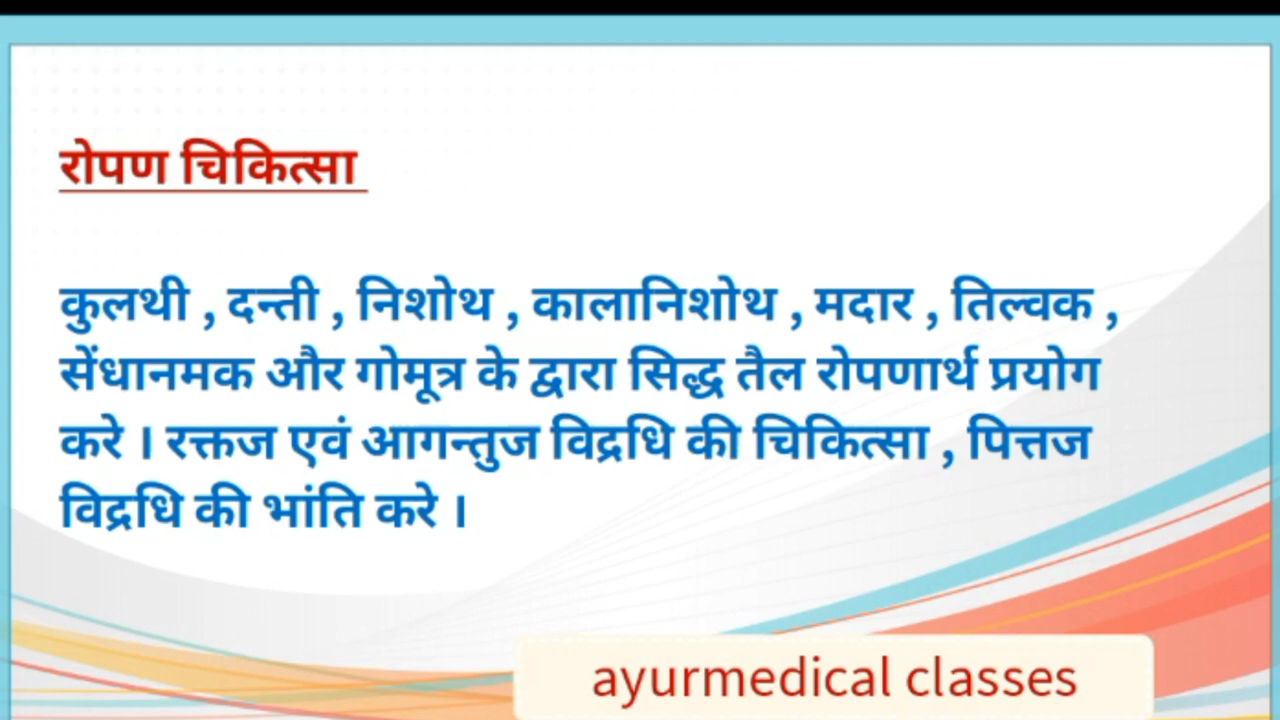 रोपण चिकित्सा
कुलथी , दन्ती , निशोथ , कालानिशोथ , मदार , तिल्वक ,
सेंधानमक और गोमूत्र के द्वारा सिद्ध तैल रोपणार्थ प्रयोग
करे । रक्तज एवं आगन्तुज विद्रधि की चिकित्सा , पित्तज
विद्रधि की भांति करे ।
ayurmedical classes